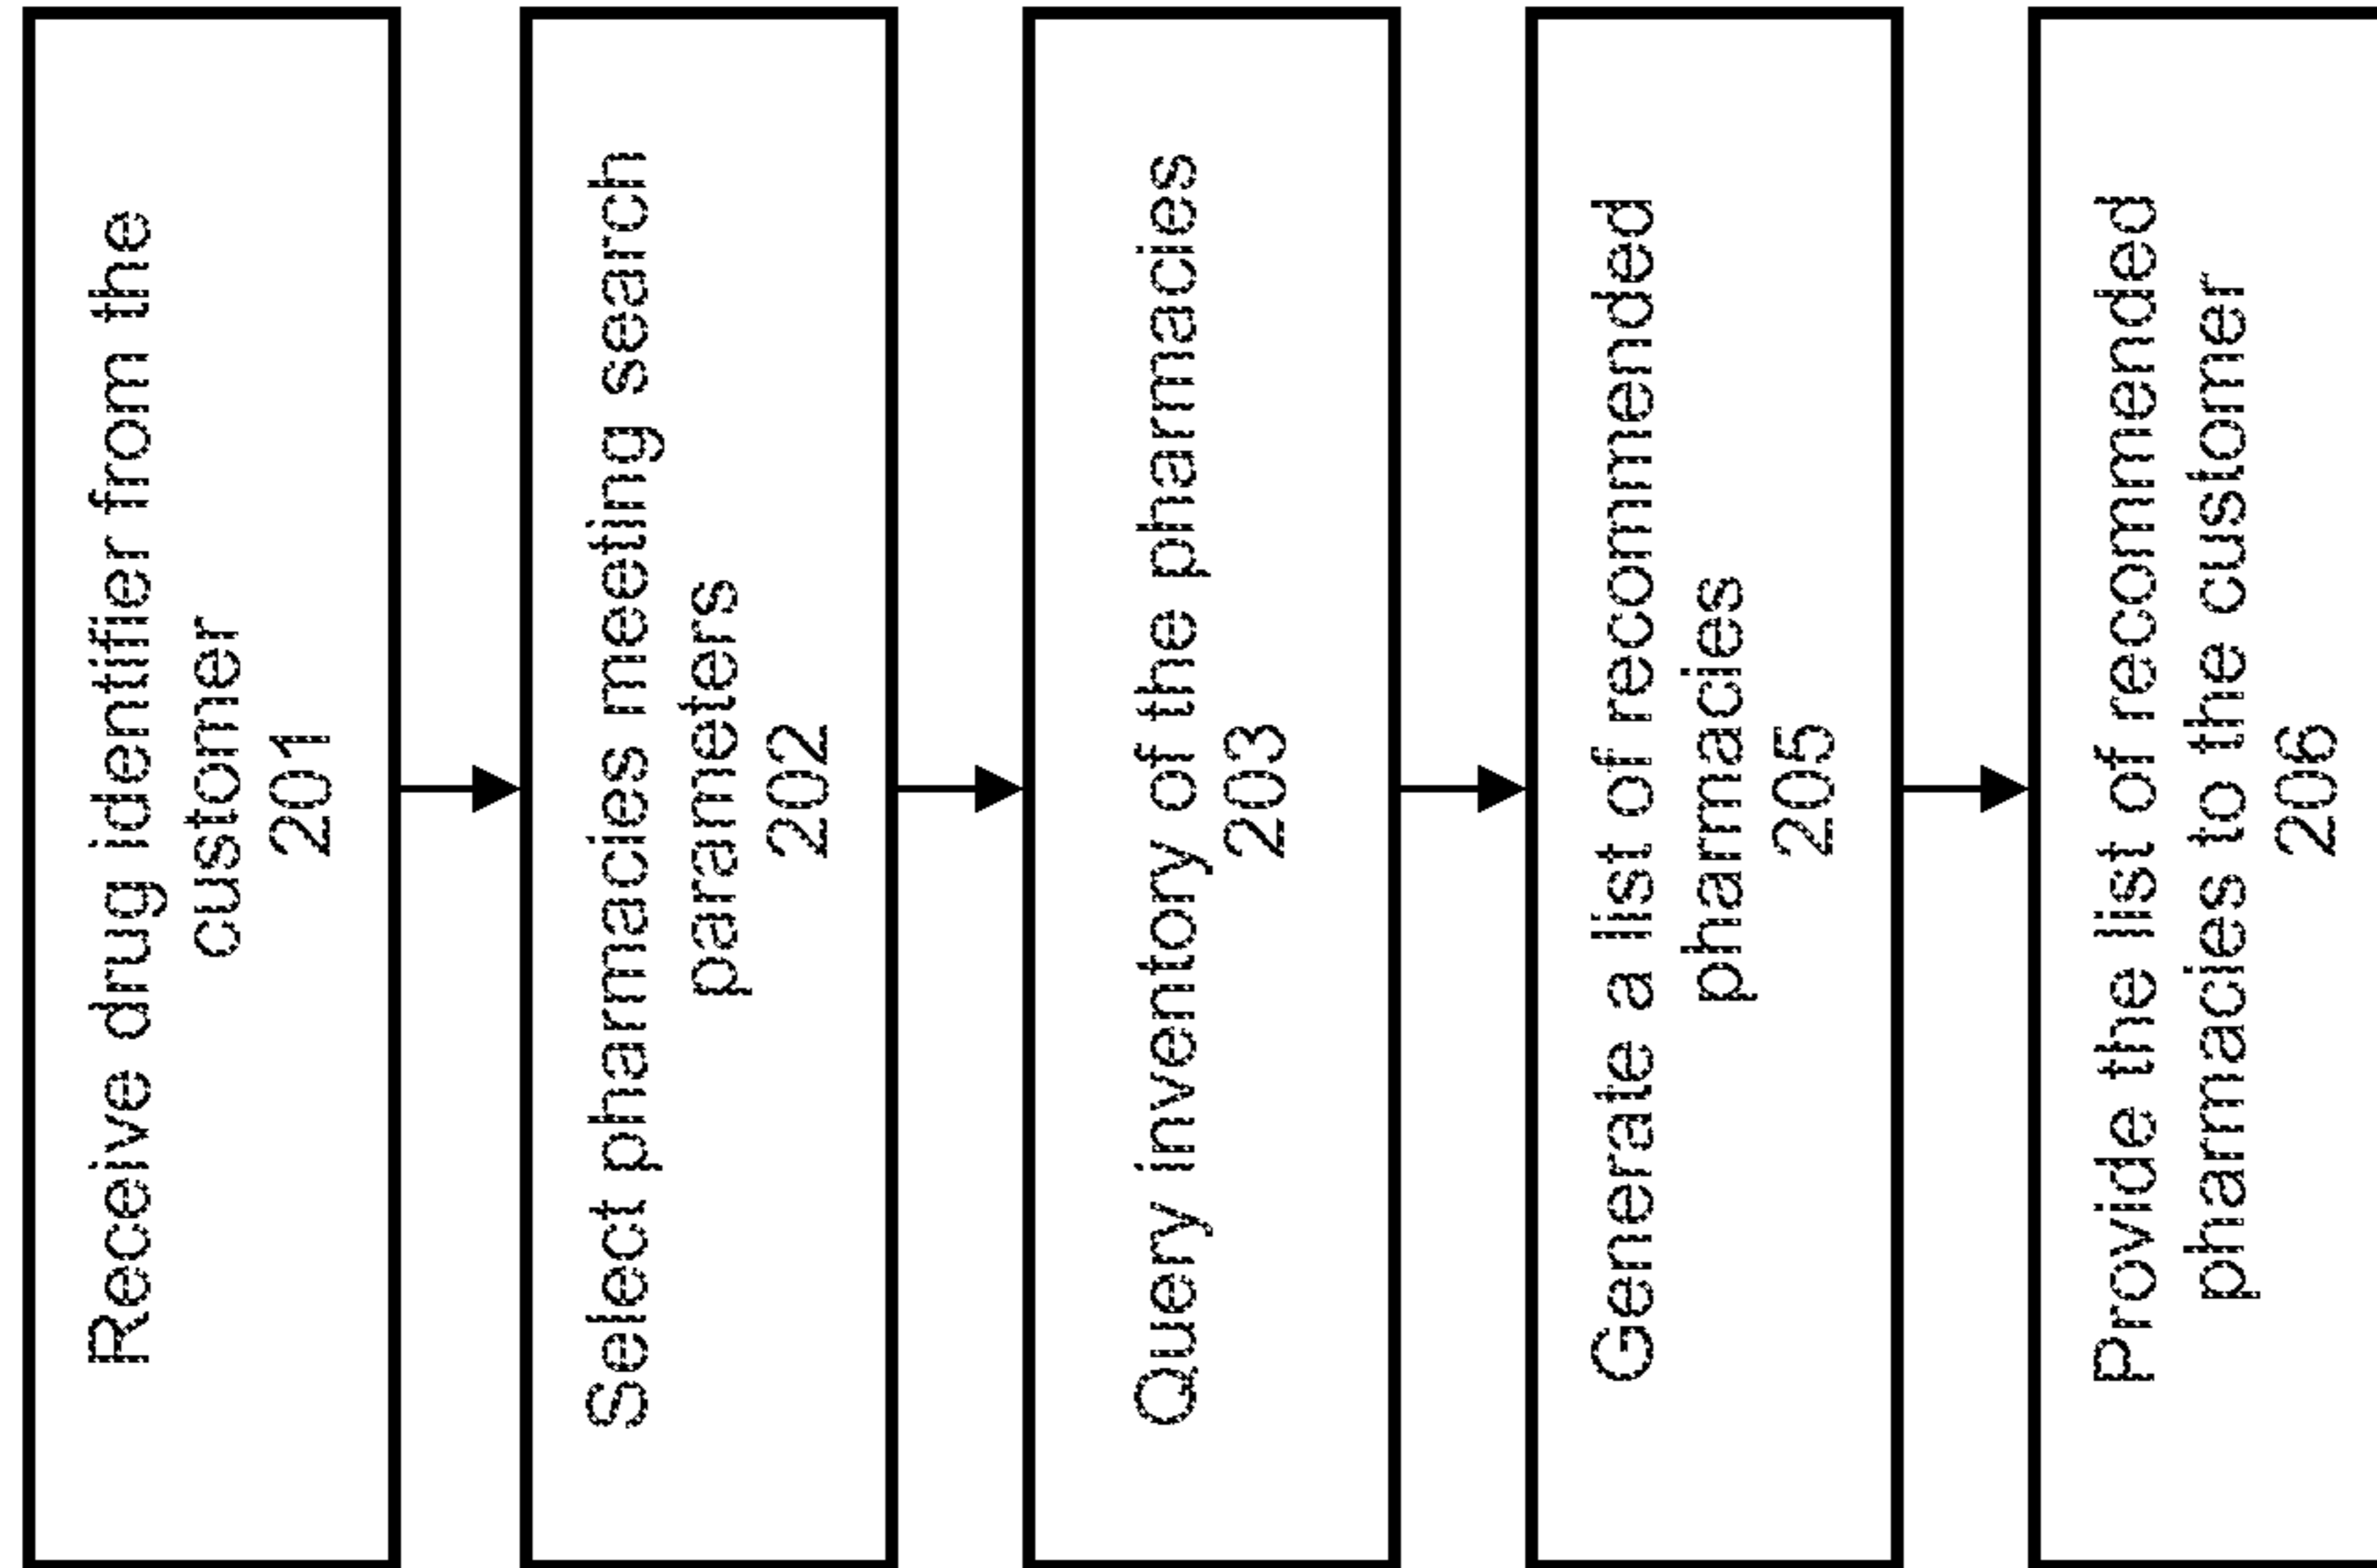 Receive drug identifier from the
customer
201
Select pharmacies meeting search
parameters
202
Query inventory of the pharmacies
203
Generate a list of recommended
pharmacies
205
Provide the list of recommended
pharmacies to the customer
206